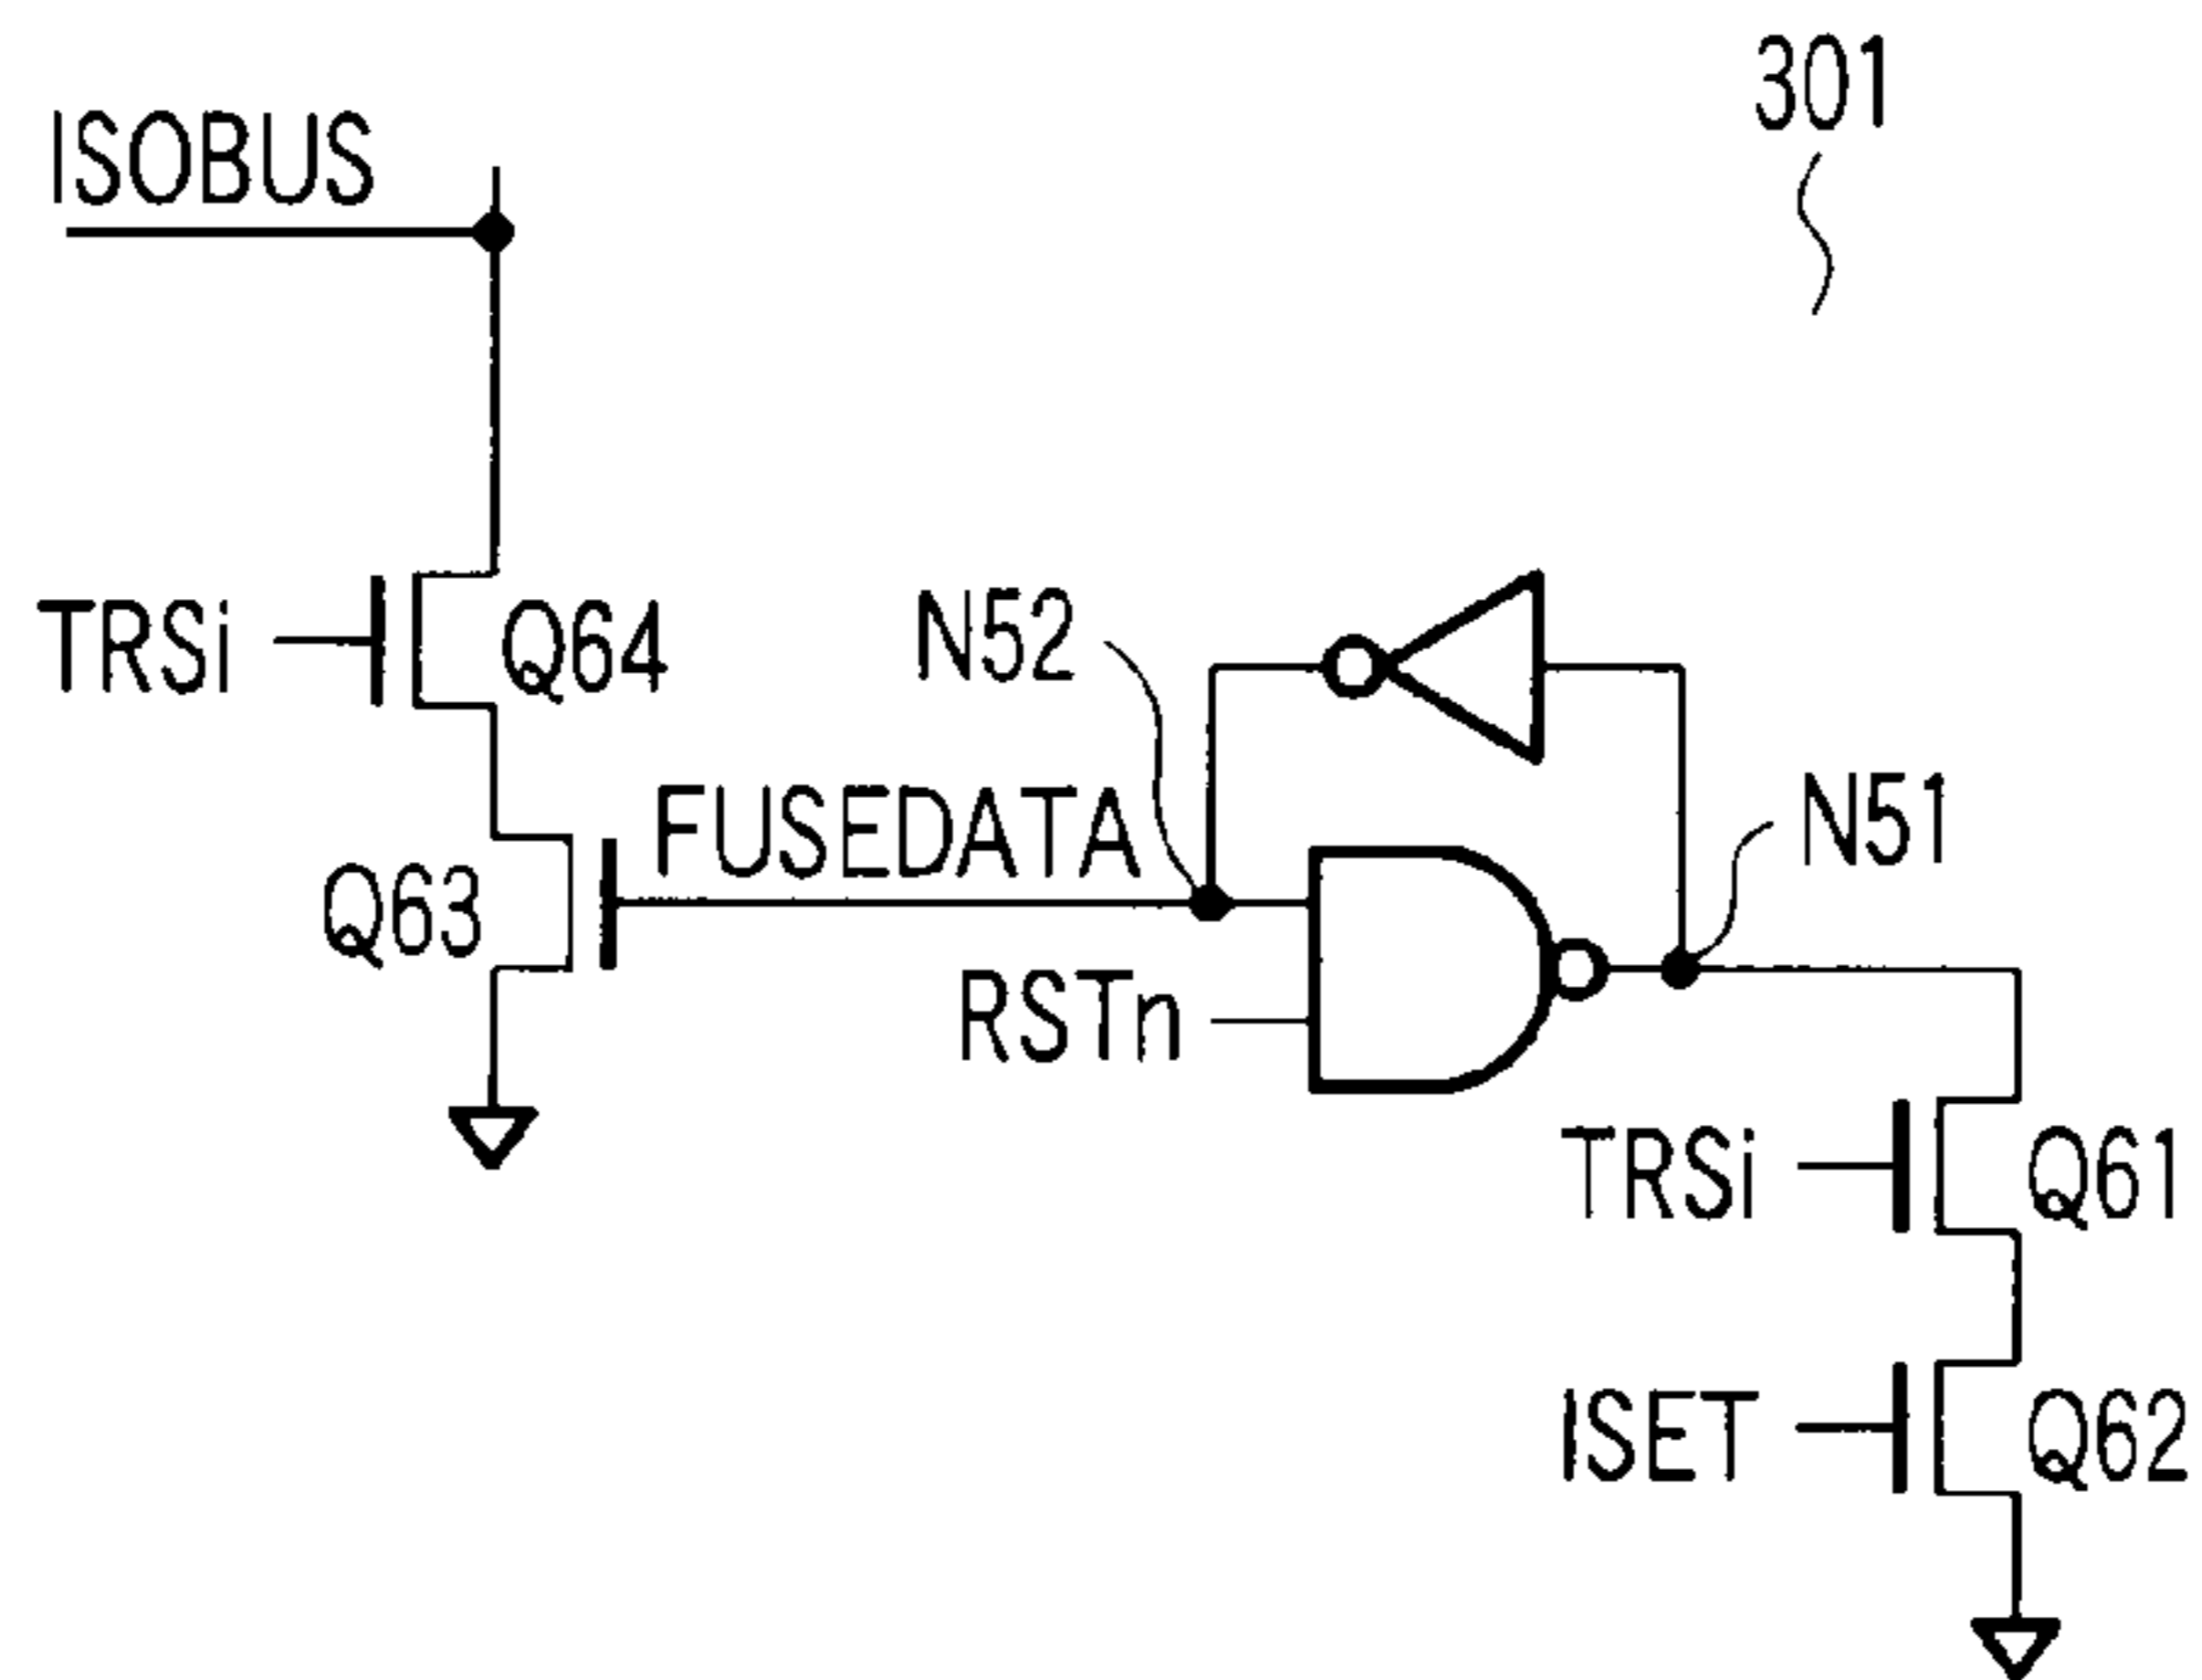 301
ISOBUS
TRSi
Q64
N52
FUSEDATA
N51
Q63
RSTn
TRSi
Q61
ISET
Q62